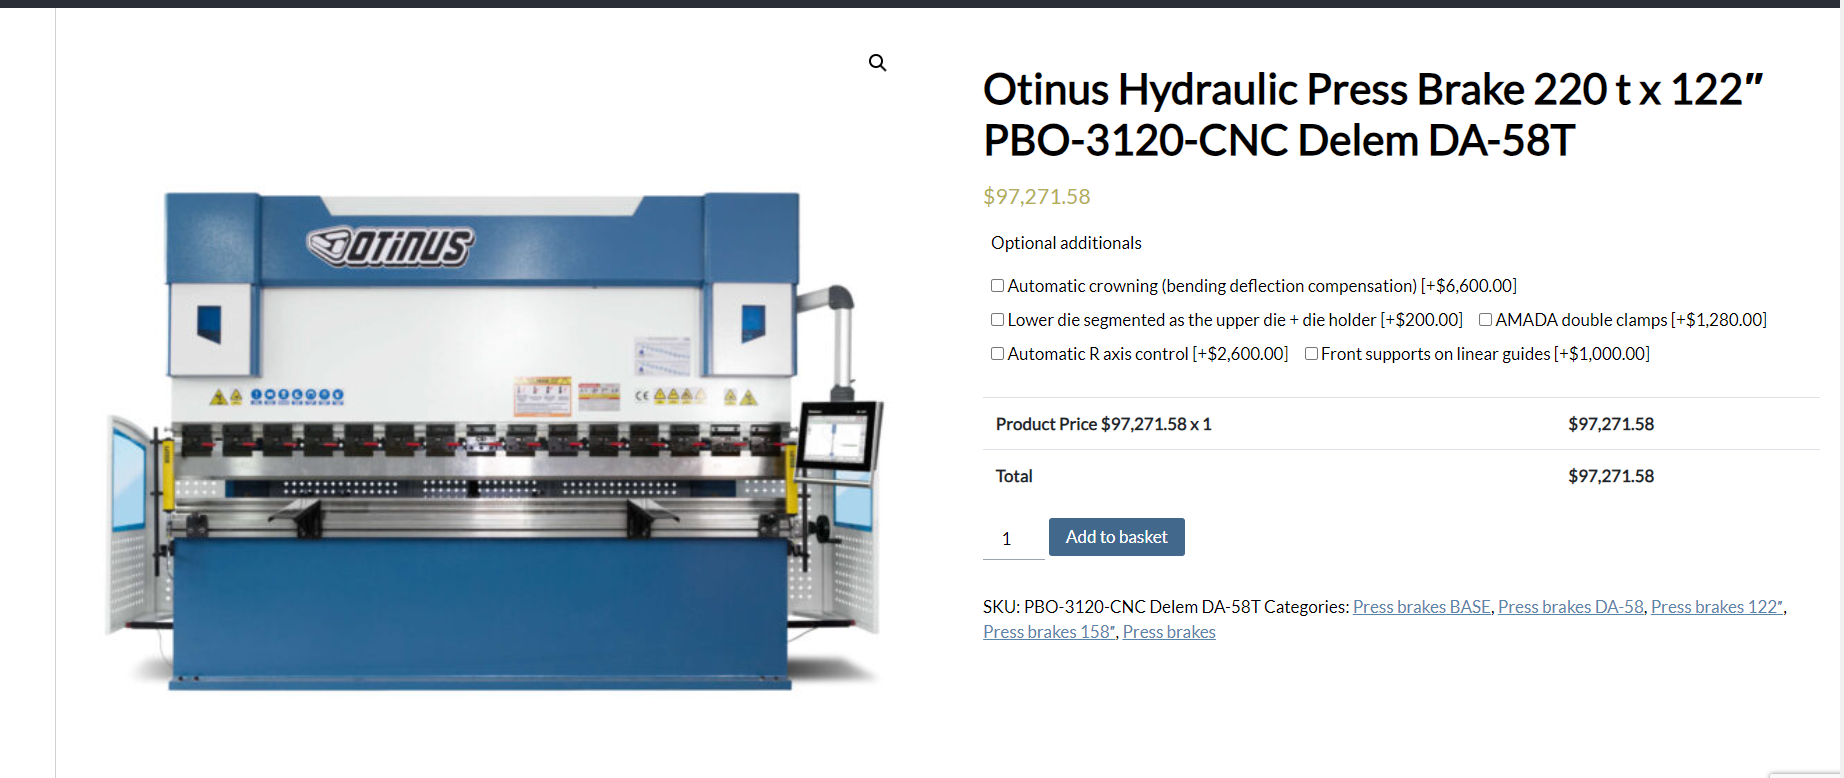 OTINUS
CE
Otinus Hydraulic Press Brake 220 t x 122″
PBO-3120-CNC Delem DA-58T
$97,271.58
Optional additionals
Automatic crowning (bending deflection compensation) [+$6,600.00]
Lower die segmented as the upper die + die holder [+$200.00] AMADA double clamps [+$1,280.00]
Automatic R axis control [+$2,600.00] Front supports on linear guides [+$1,000.00]
Product Price $97,271.58 x 1 $97,271.58
Total $97,271.58
1 Add to basket
SKU: PBO-3120-CNC Delem DA-58T Categories: Press brakes BASE, Press brakes DA-58, Press brakes 122″,
Press brakes 158″, Press brakes